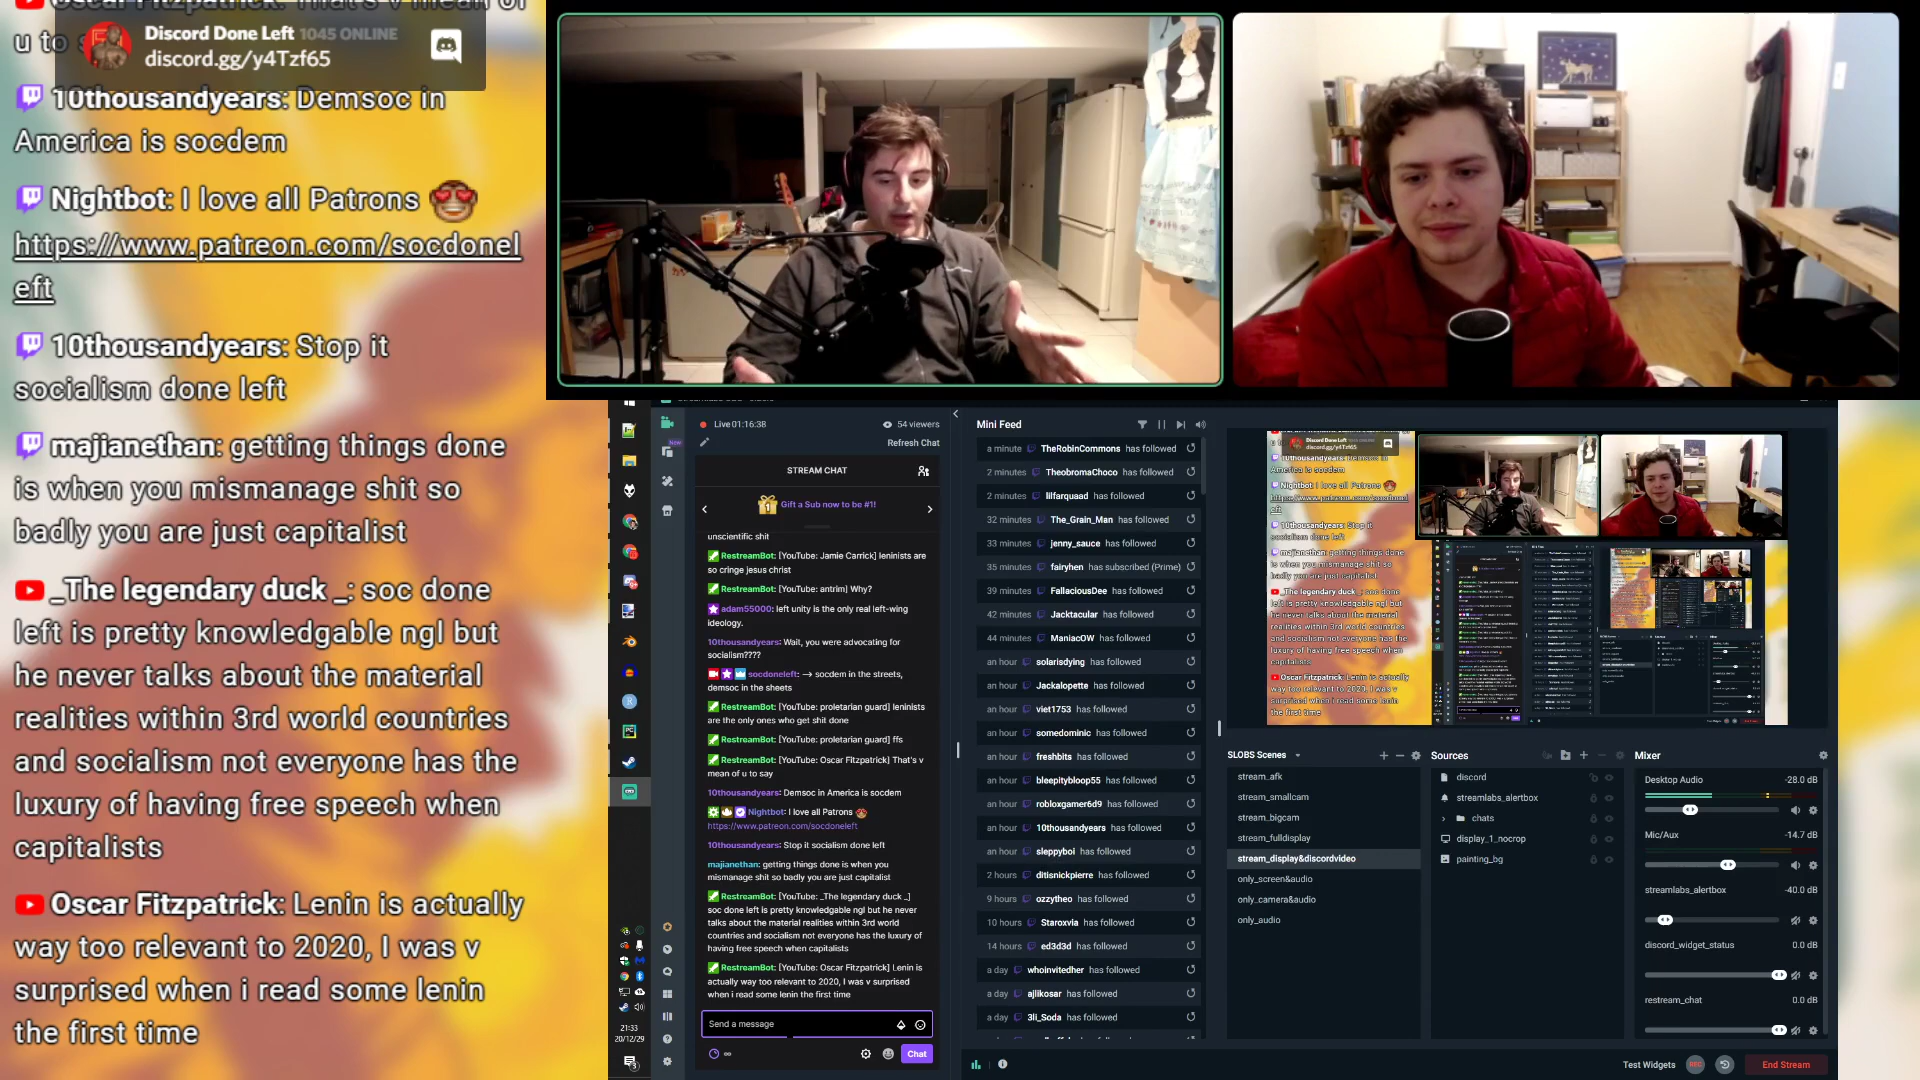 Oscar Fitzpatrick: That's v mean of
u to s
Discord Done Left 1045 ONLINE
discord.gg/y4Tzf65
10thousandyears: Demsoc in
America is socdem
Nightbot: I love all Patrons
https://www.patreon.com/socdonel
eft
10thousandyears: Stop it
socialism done left
majianethan: getting things done
is when you mismanage shit so
badly you are just capitalist
_The legendary duck _: soc done
left is pretty knowledgable ngl but
he never talks about the material
realities within 3rd world countries
and socialism not everyone has the
luxury of having free speech when
capitalists
Oscar Fitzpatrick: Lenin is actually
way too relevant to 2020, I was v
surprised when i read some lenin
the first time
21:33
20/12/29
New
Live 01:16:38
54 viewers
Refresh Chat
STREAM CHAT
Gift a Sub now to be #1!
unscientific shit
RestreamBot: [YouTube: Jamie Carrick] leninists are
so cringe jesus christ
RestreamBot: [YouTube: antrim] Why?
adam55000: left unity is the only real left-wing
ideology.
10thousandyears: Wait, you were advocating for
socialism????
socdoneleft: --> socdem in the streets,
demsoc in the sheets
RestreamBot: [YouTube: proletarian guard] leninists
are the only ones who get shit done
RestreamBot: [YouTube: proletarian guard] ffs
RestreamBot: [YouTube: Oscar Fitzpatrick] That's v
mean of u to say
10thousandyears: Demsoc in America is socdem
Nightbot: I love all Patrons
https://www.patreon.com/socdoneleft
10thousandyears: Stop it socialism done left
majianethan: getting things done is when you
mismanage shit so badly you are just capitalist
RestreamBot: [YouTube: _The legendary duck _]
soc done left is pretty knowledgable ngl but he never
talks about the material realities within 3rd world
countries and socialism not everyone has the luxury of
having free speech when capitalists
RestreamBot: [YouTube: Oscar Fitzpatrick] Lenin is
actually way too relevant to 2020, I was v surprised
when i read some lenin the first time
Send a message
Chat
Mini Feed
a minute TheRobinCommons has followed
2 minutes TheobromaChoco has followed
2 minutes lilfarquaad has followed
32 minutes The_Grain_Man has followed
33 minutes jenny_sauce has followed
35 minutes fairyhen has subscribed (Prime)
39 minutes FallaciousDee has followed
42 minutes Jacktacular has followed
44 minutes ManiacOW has followed
an hour solarisdying has followed
an hour Jackalopette has followed
an hour viet1753 has followed
an hour somedominic has followed
an hour freshbits has followed
an hour bleepitybloop55 has followed
an hour robloxgamer6d9 has followed
an hour 10thousandyears has followed
an hour sleppyboi has followed
2 hours ditisnickpierre has followed
9 hours ozzytheo has followed
10 hours Staroxvia has followed
14 hours ed3d3d has followed
a day whoinvitedher has followed
a day ajlikosar has followed
a day 3li_Soda has followed
SLOBS Scenes
stream_afk
stream_smallcam
stream_bigcam
stream_fulldisplay
stream_display&discordvideo
only_screen&audio
only_camera&audio
only_audio
Sources
discord
streamlabs_alertbox
chats
display_1_nocrop
painting_bg
Mixer
Desktop Audio -28.0 dB
Mic/Aux -14.7 dB
streamlabs_alertbox -40.0 dB
discord_widget_status 0.0 dB
restream_chat 0.0 dB
Test Widgets
REC
End Stream